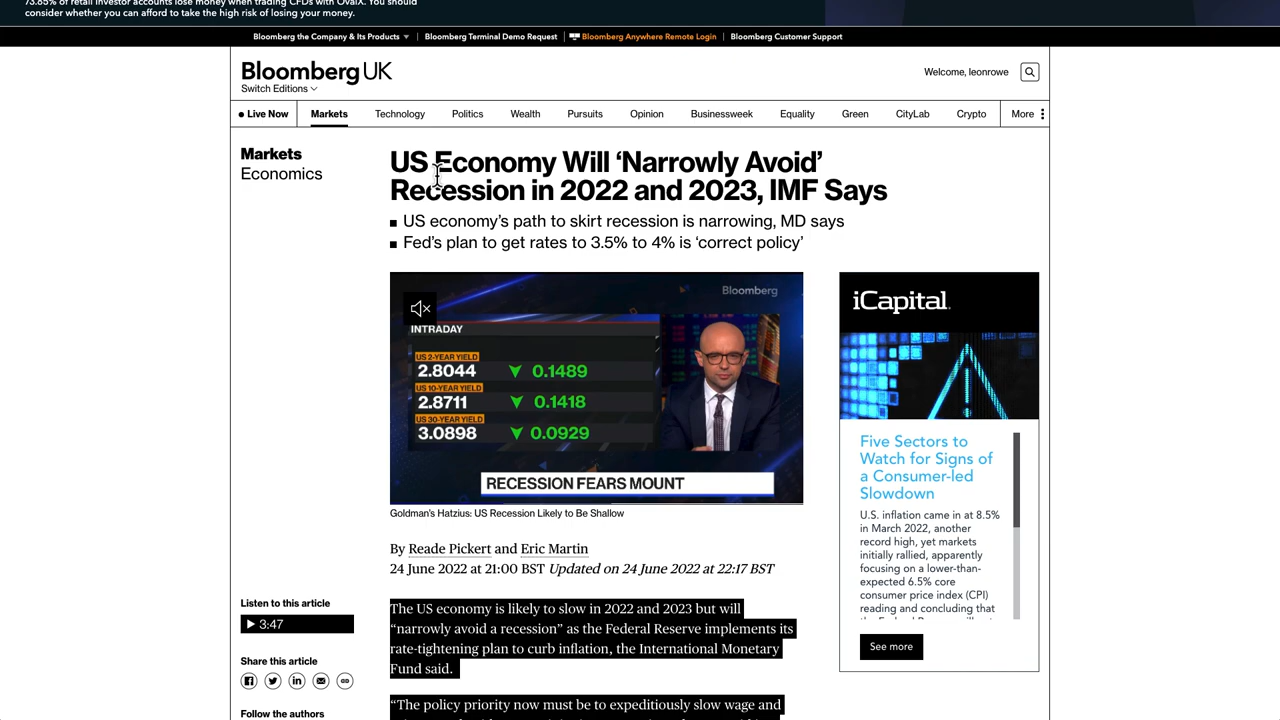 73.85% of retail investor accounts lose money when trading CFDs with OvalX. You should
consider whether you can afford to take the high risk of losing your money.
Bloomberg the Company & Its Products
Bloomberg Terminal Demo Request
Bloomberg Anywhere Remote Login
Bloomberg Customer Support
Bloomberg UK
Switch Editions
Welcome, leonrowe
Live Now
Markets
Technology
Politics
Wealth
Pursuits
Opinion
Businessweek
Equality
Green
CityLab
Crypto
More
Markets
Economics
US Economy Will ‘Narrowly Avoid’
Recession in 2022 and 2023, IMF Says
US economy’s path to skirt recession is narrowing, MD says
Fed’s plan to get rates to 3.5% to 4% is ‘correct policy’
Bloomberg
INTRADAY
US 2-YEAR YIELD
2.8044 0.1489
US 10-YEAR YIELD
2.8711 0.1418
US 30-YEAR YIELD
3.0898 0.0929
RECESSION FEARS MOUNT
Goldman’s Hatzius: US Recession Likely to Be Shallow
By Reade Pickert and Eric Martin
24 June 2022 at 21:00 BST Updated on 24 June 2022 at 22:17 BST
Listen to this article
3:47
Share this article
Follow the authors
The US economy is likely to slow in 2022 and 2023 but will
“narrowly avoid a recession” as the Federal Reserve implements its
rate-tightening plan to curb inflation, the International Monetary
Fund said.
“The policy priority now must be to expeditiously slow wage and
iCapital.
Five Sectors to
Watch for Signs of
a Consumer-led
Slowdown
U.S. inflation came in at 8.5%
in March 2022, another
record high, yet markets
initially rallied, apparently
focusing on a lower-than-
expected 6.5% core
consumer price index (CPI)
reading and concluding that
See more